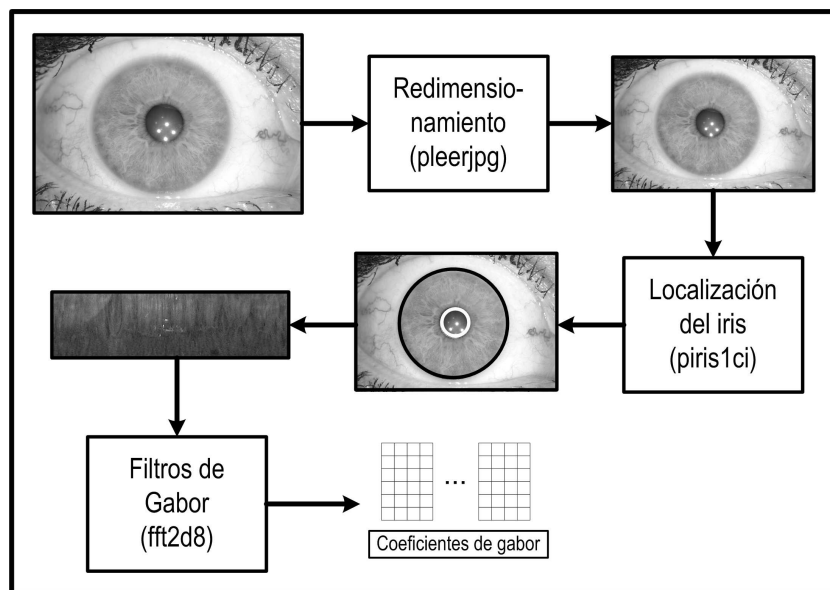 Redimensio-
namiento
(pleerjpg)
Localización
del iris
(piris1ci)
Filtros de
Gabor
(fft2d8)
...
Coeficientes de gabor